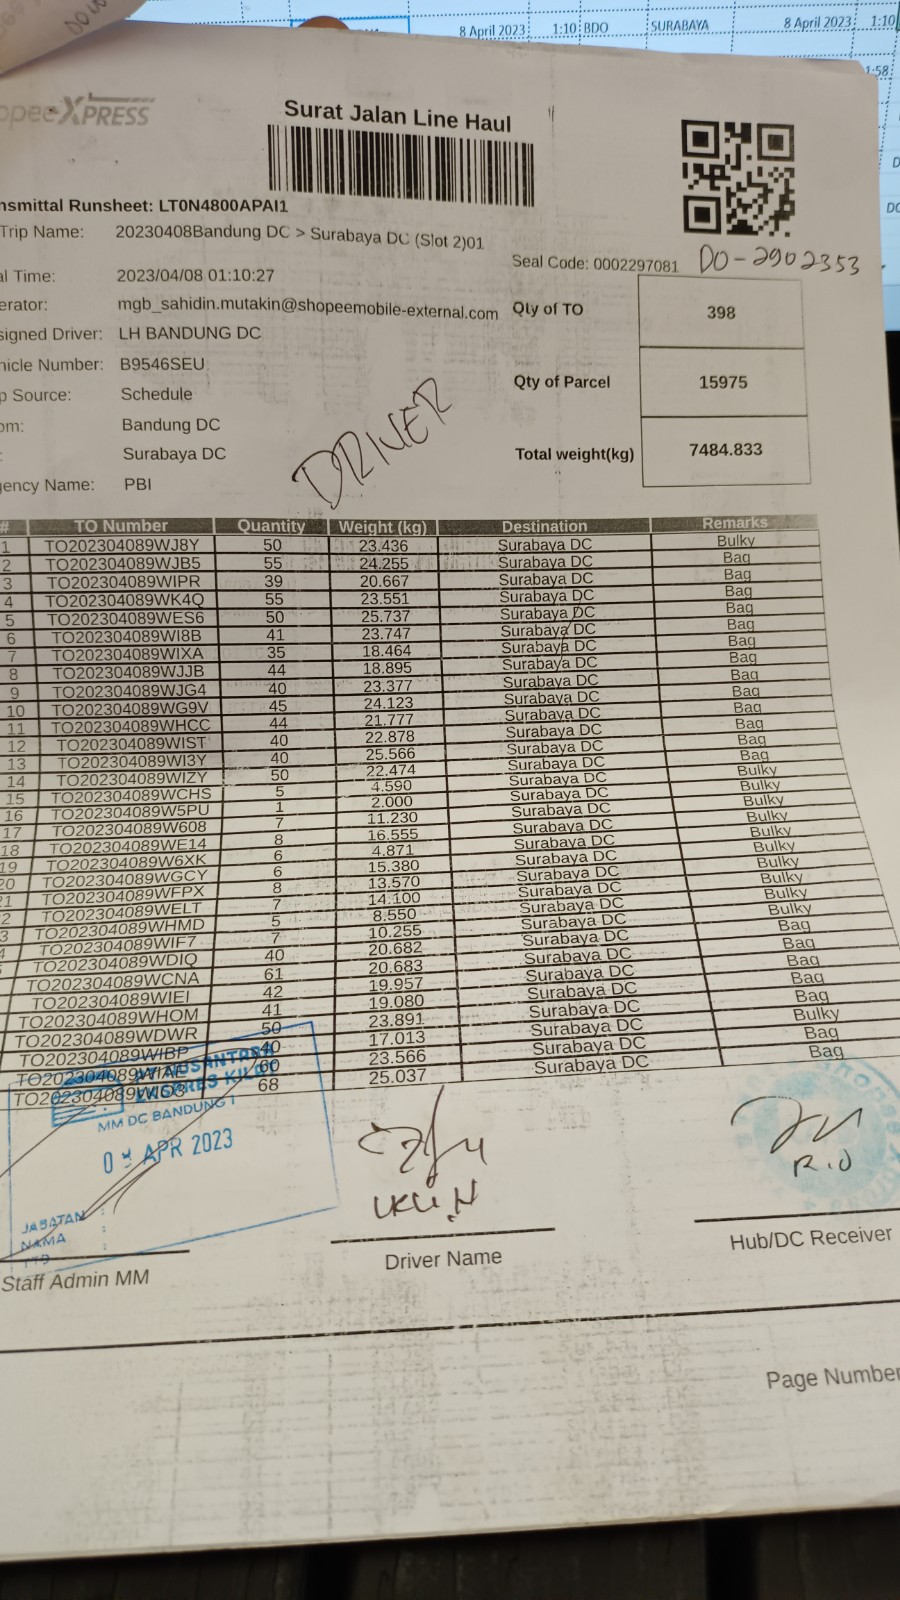 8 April 2023 1:10 BDO SURABAYA 8 April 2023 1:10
1:58
opeeXPRESS
Surat Jalan Line Haul
nsmittal Runsheet: LT0N4800APAI1
Trip Name: 20230408Bandung DC > Surabaya DC (Slot 2)01
Seal Code: 0002297081 DO-2902353
al Time: 2023/04/08 01:10:27
erator: mgb_sahidin.mutakin@shopeemobile-external.com
Qty of TO 398
signed Driver: LH BANDUNG DC
hicle Number: B9546SEU
Qty of Parcel 15975
p Source: Schedule
om: Bandung DC
DRIVER
: Surabaya DC
Total weight(kg) 7484.833
gency Name: PBI
# TO Number Quantity Weight (kg) Destination Remarks
1 TO202304089WJ8Y 50 23.436 Surabaya DC Bulky
2 TO202304089WJB5 55 24.255 Surabaya DC Bag
3 TO202304089WIPR 39 20.667 Surabaya DC Bag
4 TO202304089WK4Q 55 23.551 Surabaya DC Bag
5 TO202304089WES6 50 25.737 Surabaya DC Bag
6 TO202304089WI8B 41 23.747 Surabaya DC Bag
7 TO202304089WIXA 35 18.464 Surabaya DC Bag
8 TO202304089WJJB 44 18.895 Surabaya DC Bag
9 TO202304089WJG4 40 23.377 Surabaya DC Bag
10 TO202304089WG9V 45 24.123 Surabaya DC Bag
11 TO202304089WHCC 44 21.777 Surabaya DC Bag
12 TO202304089WIST 40 22.878 Surabaya DC Bag
13 TO202304089WI3Y 40 25.566 Surabaya DC Bag
14 TO202304089WIZY 50 22.474 Surabaya DC Bag
15 TO202304089WCHS 5 4.590 Surabaya DC Bulky
16 TO202304089W5PU 1 2.000 Surabaya DC Bulky
17 TO202304089W608 7 11.230 Surabaya DC Bulky
18 TO202304089WE14 8 16.555 Surabaya DC Bulky
19 TO202304089W6XK 6 4.871 Surabaya DC Bulky
20 TO202304089WGCY 6 15.380 Surabaya DC Bulky
21 TO202304089WFPX 8 13.570 Surabaya DC Bulky
2 TO202304089WELT 7 14.100 Surabaya DC Bulky
3 TO202304089WHMD 5 8.550 Surabaya DC Bulky
TO202304089WIF7 7 10.255 Surabaya DC Bulky
TO202304089WDIQ 40 20.682 Surabaya DC Bag
TO202304089WCNA 61 20.683 Surabaya DC Bag
TO202304089WIEI 42 19.957 Surabaya DC Bag
TO202304089WHOM 41 19.080 Surabaya DC Bag
TO202304089WDWR 50 23.891 Surabaya DC Bag
TO202304089WIBP 40 17.013 Surabaya DC Bulky
TO202304089WIAE 60 23.566 Surabaya DC Bag
68 25.037 Surabaya DC Bag
NUSANTARA
EKSPRES KILAT
MM DC BANDUNG 1
APR 2023
JABATAN :
NAMA :
TTD :
UKU.N
R.O
Staff Admin MM
Driver Name
Hub/DC Receiver
Page Number